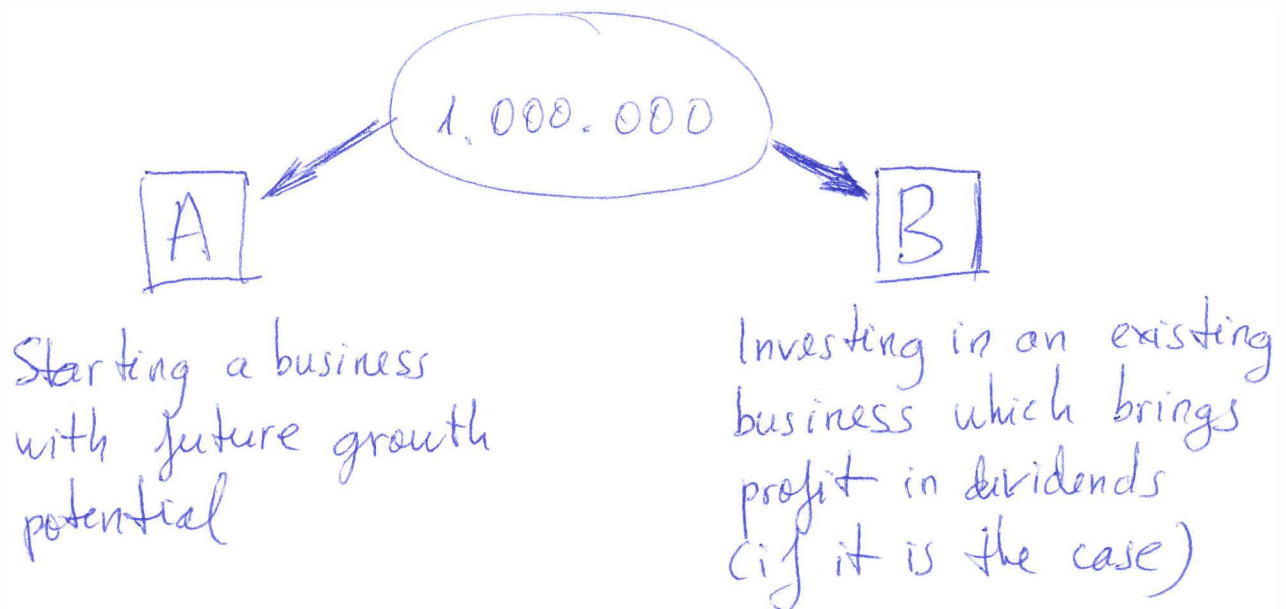 1.000.000
A
B
Starting a business
with future growth
potential
Investing in an existing
business which brings
profit in dividends
(if it is the case)